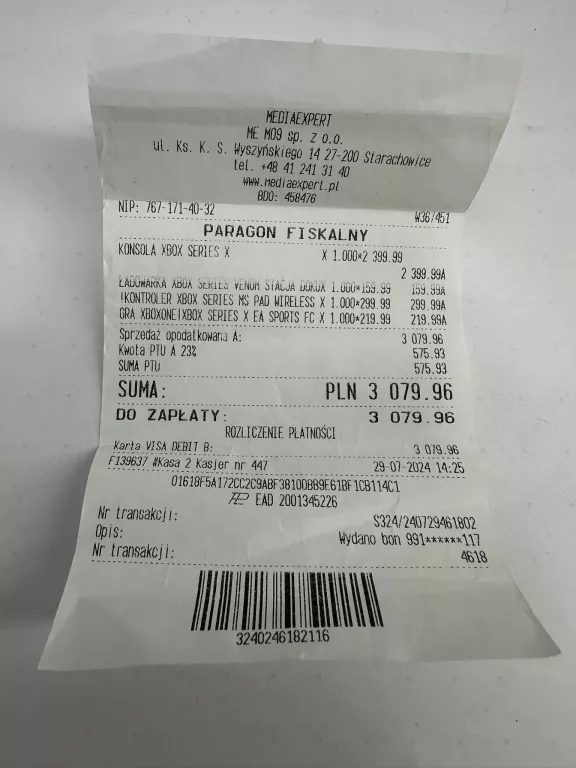 MEDIAEXPERT
ME M09 sp. Z o.o.
ul. Ks. K. S. Wyszyńskiego 14 27-200 Starachowice
tel. +48 41 241 31 40
www.mediaexpert.pl
BDO: 458476
NIP: 767-171-40-32 W367451
PARAGON FISKALNY
KONSOLA XBOX SERIES X X 1.000*2 399.99
2 399.99A
ŁADOWARKA XBOX SERIES VENOM STACJA DOKUX 1.000*159.99 159.99A
!KONTROLER XBOX SERIES MS PAD WIRELESS X 1.000*299.99 299.99A
GRA XBOXONE|XBOX SERIES X EA SPORTS FC X 1.000*219.99 219.99A
Sprzedaż opodatkowana A: 3 079.96
Kwota PTU A 23% 575.93
SUMA PTU 575.93
SUMA: PLN 3 079.96
DO ZAPŁATY: 3 079.96
ROZLICZENIE PŁATNOŚCI
Karta VISA DEBIT B: 3 079.96
F139637 #Kasa 2 Kasjer nr 447 29-07-2024 14:25
01618F5A172CC2C9ABF3810DBB9E61BF1CB114C1
EAD 2001345226
Nr transakcji: S324/240729461802
Opis: Wydano bon 991******117
Nr transakcji: 4618
3240246182116